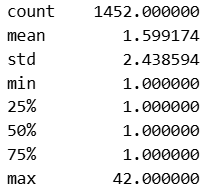 count 1452.000000
mean 1.599174
std 2.438594
min 1.000000
25% 1.000000
50% 1.000000
75% 1.000000
max 42.000000